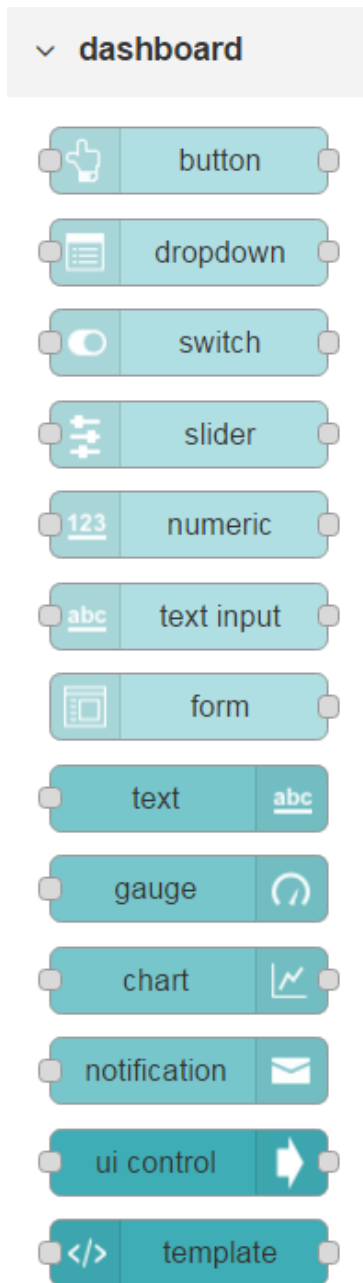 dashboard
button
dropdown
switch
slider
123 numeric
abc text input
form
text abc
gauge
chart
notification
ui control
</> template